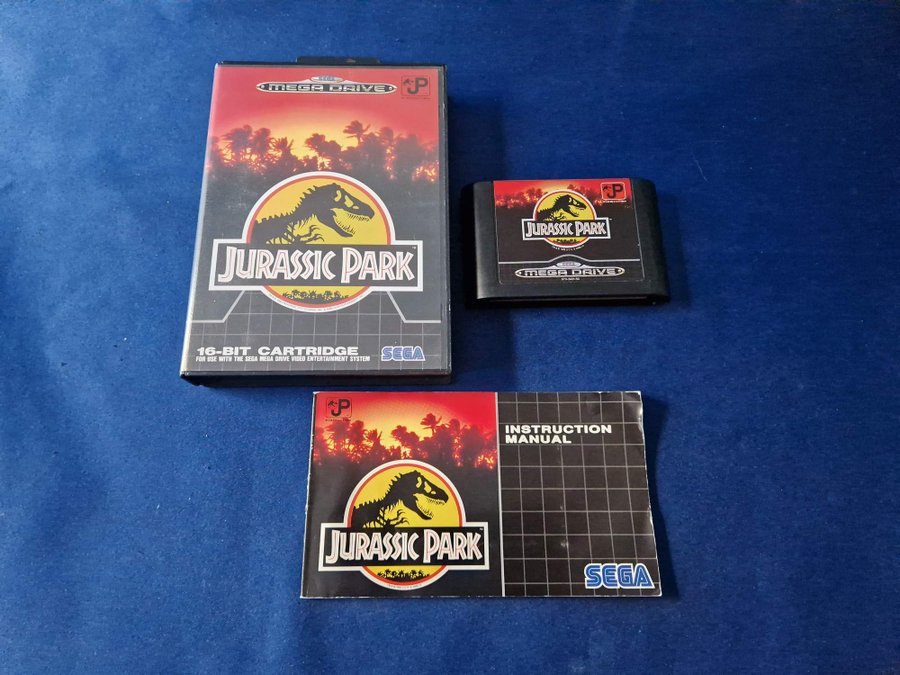 SEGA
MEGA DRIVE
JP
JURASSIC PARK
16-BIT CARTRIDGE
FOR USE WITH THE SEGA MEGA DRIVE VIDEO ENTERTAINMENT SYSTEM
SEGA
JP
JURASSIC PARK
SEGA
MEGA DRIVE
JP
JURASSIC PARK
INSTRUCTION
MANUAL
SEGA